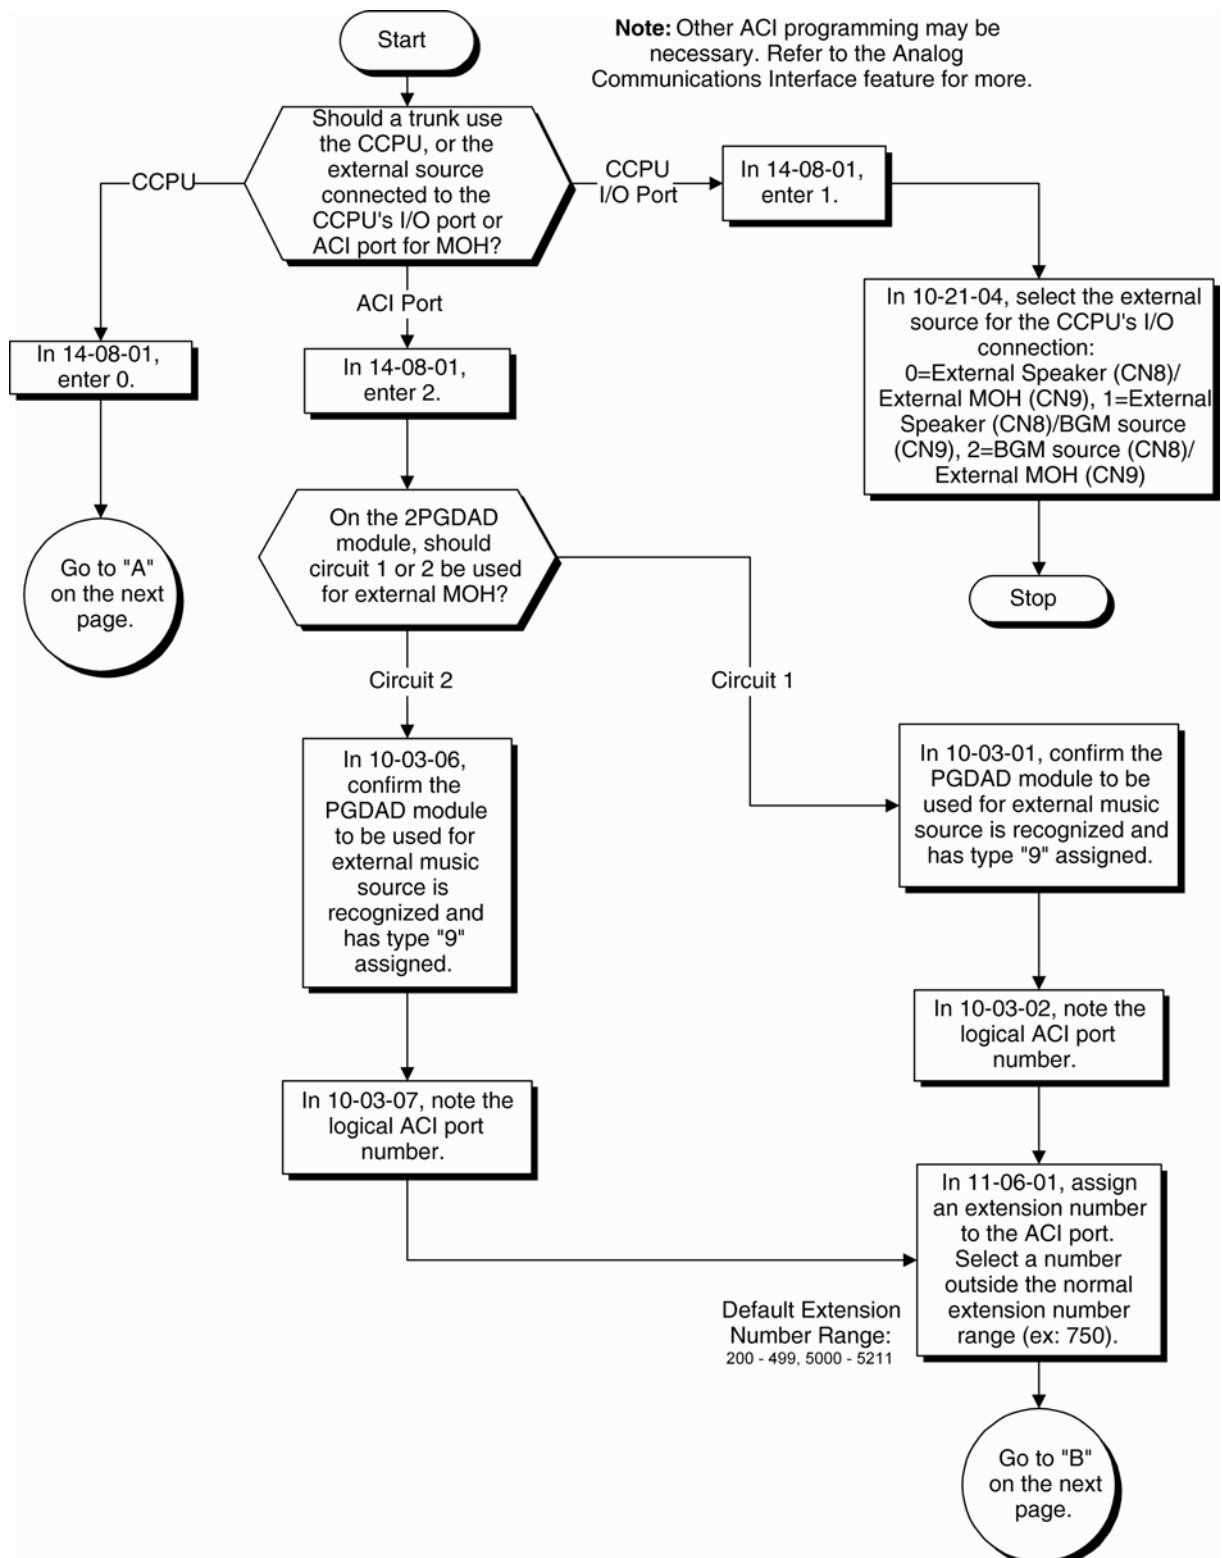 Start
Note: Other ACI programming may be
necessary. Refer to the Analog
Communications Interface feature for more.
Should a trunk use
the CCPU, or the
external source
connected to the
CCPU's I/O port or
ACI port for MOH?
CCPU
CCPU
I/O Port
In 14-08-01,
enter 1.
ACI Port
In 10-21-04, select the external
source for the CCPU's I/O
connection:
0=External Speaker (CN8)/
External MOH (CN9), 1=External
Speaker (CN8)/BGM source
(CN9), 2=BGM source (CN8)/
External MOH (CN9)
In 14-08-01,
enter 0.
In 14-08-01,
enter 2.
On the 2PGDAD
module, should
circuit 1 or 2 be used
for external MOH?
Go to "A"
on the next
page.
Stop
Circuit 2
Circuit 1
In 10-03-06,
confirm the
PGDAD module
to be used for
external music
source is
recognized and
has type "9"
assigned.
In 10-03-01, confirm the
PGDAD module to be
used for external music
source is recognized and
has type "9" assigned.
In 10-03-02, note the
logical ACI port
number.
In 10-03-07, note the
logical ACI port
number.
In 11-06-01, assign
an extension number
to the ACI port.
Select a number
outside the normal
extension number
range (ex: 750).
Default Extension
Number Range:
200 - 499, 5000 - 5211
Go to "B"
on the next
page.